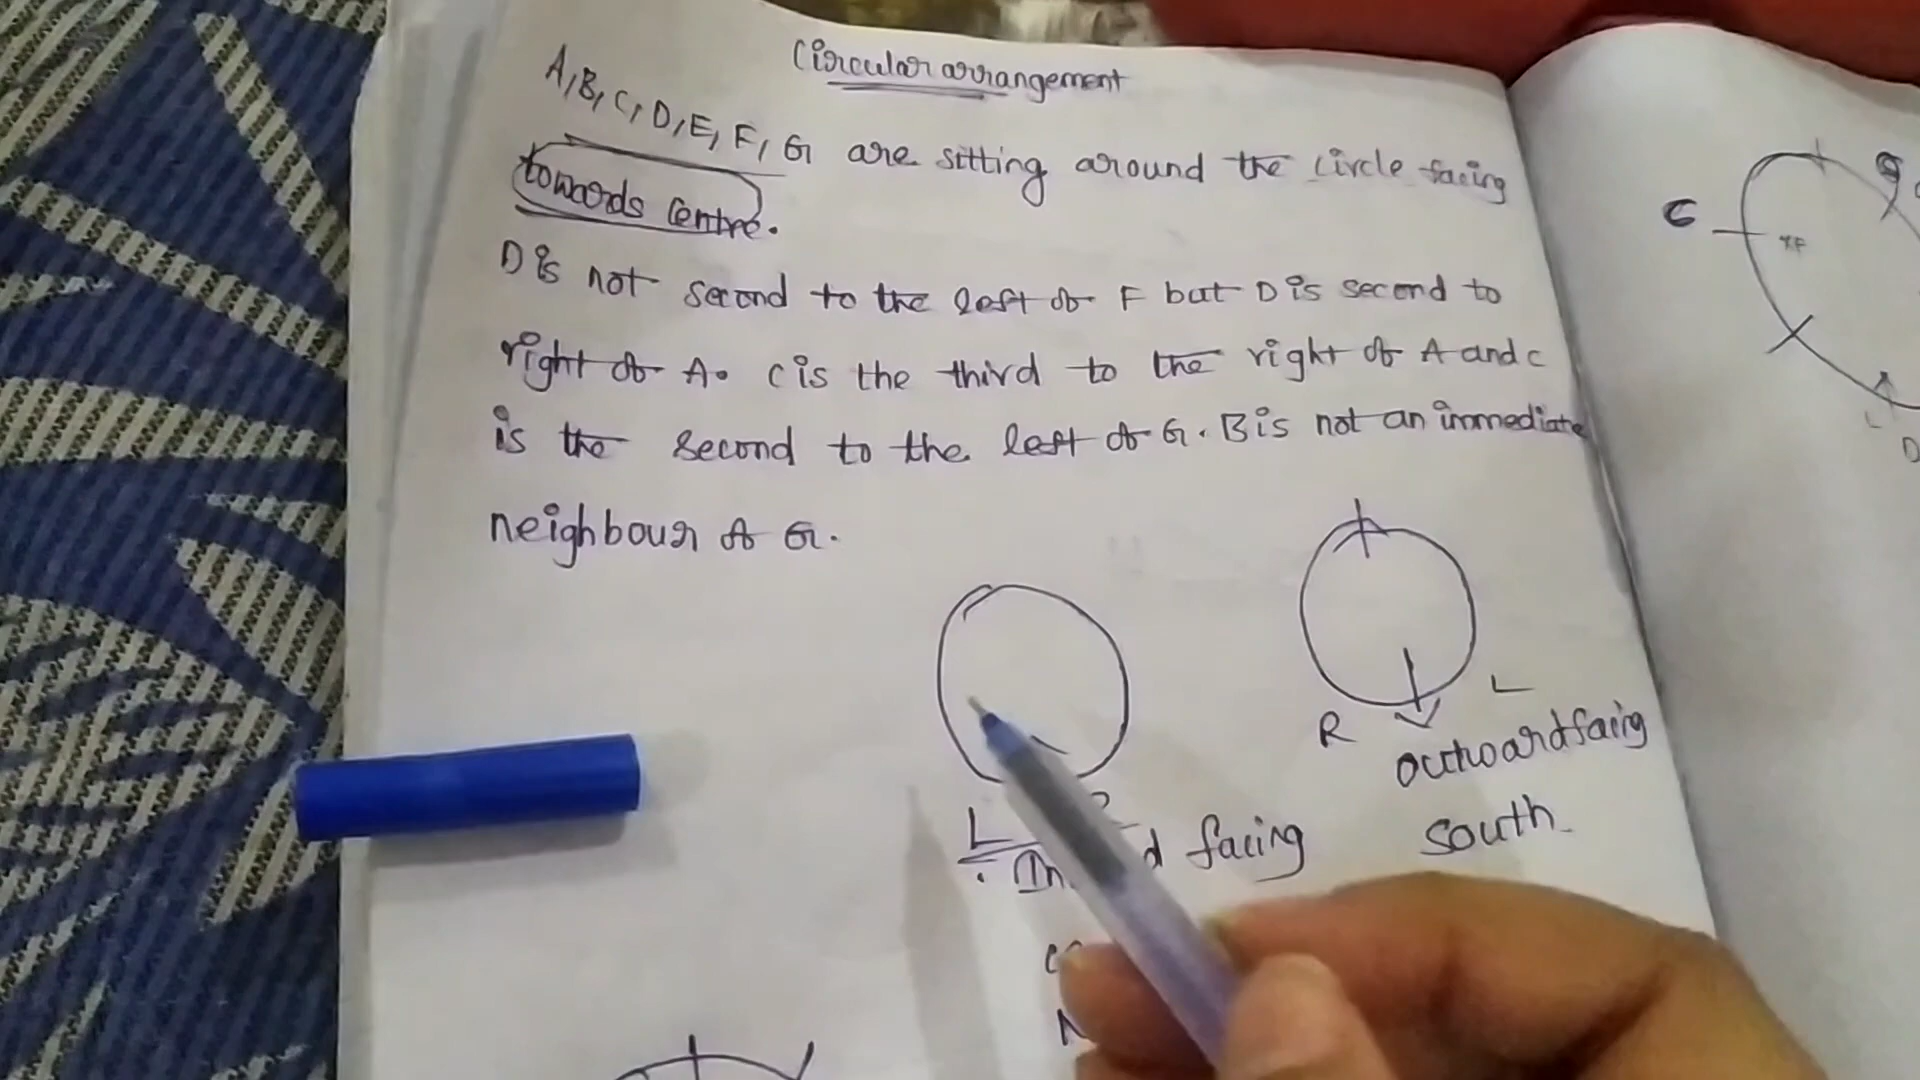 Circular arrangement
A, B, C, D, E, F, G are sitting around the circle facing
towards centre.
D is not second to the left of F but D is second to
right of A. C is the third to the right of A and C
is the second to the left of G. B is not an immediate
neighbour of G.
R L
outward facing
L facing
south
C
D